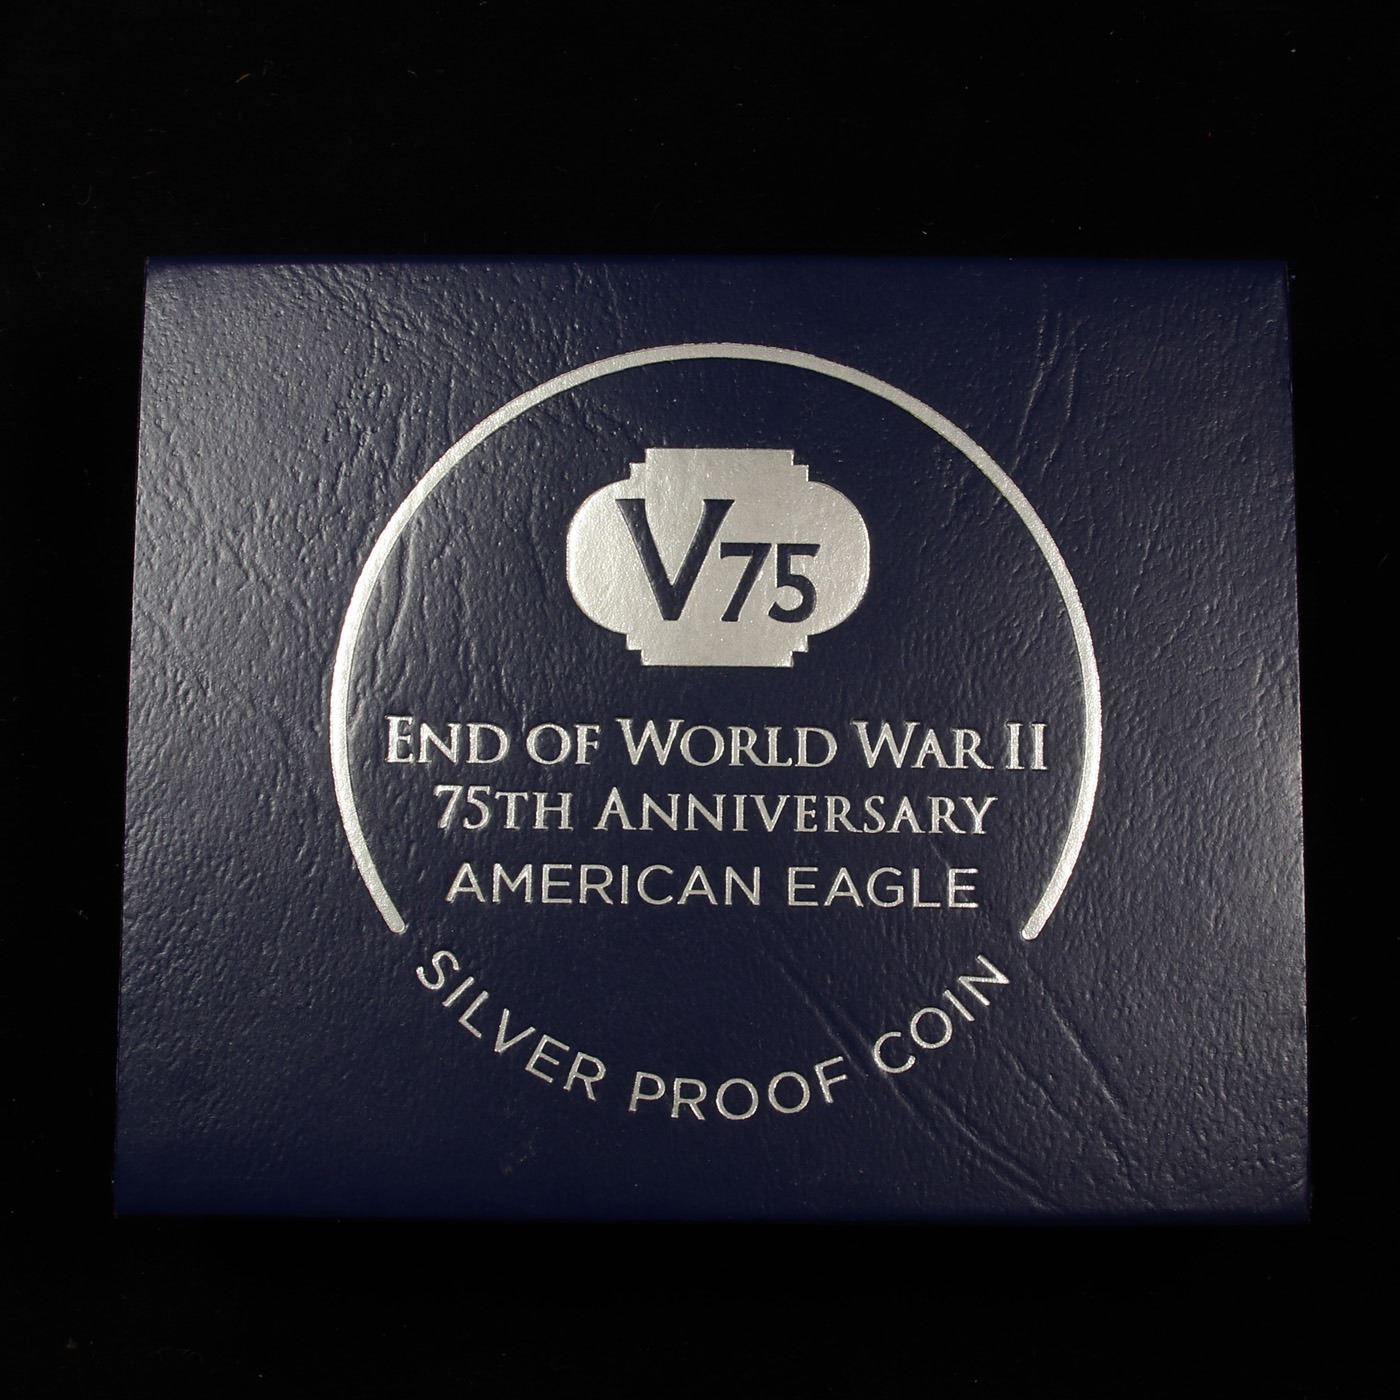 V75
END OF WORLD WAR II
75TH ANNIVERSARY
AMERICAN EAGLE
SILVER PROOF COIN